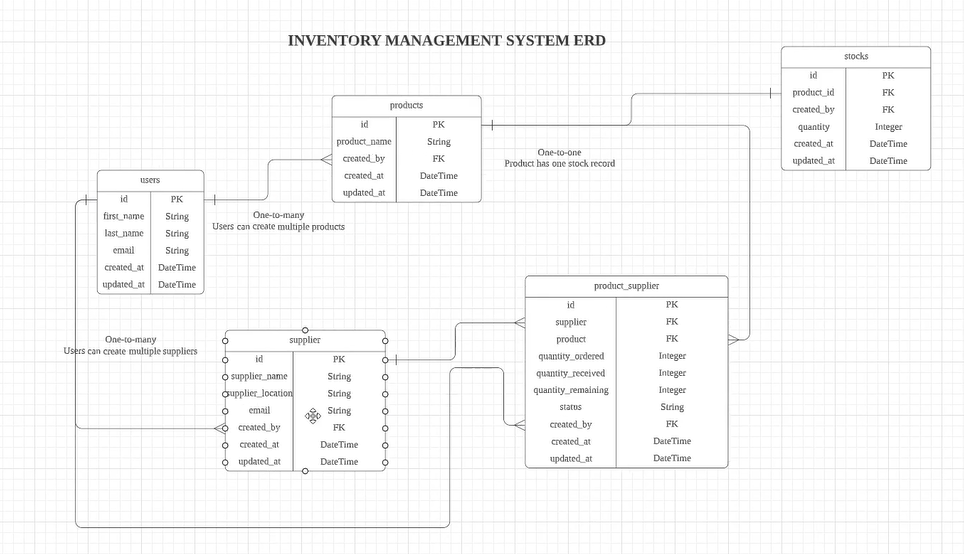 INVENTORY MANAGEMENT SYSTEM ERD
stocks
id PK
product_id FK
created_by FK
quantity Integer
created_at DateTime
updated_at DateTime
products
id PK
product_name String
created_by FK
created_at DateTime
updated_at DateTime
One-to-one
Product has one stock record
users
id PK
first_name String
last_name String
email String
created_at DateTime
updated_at DateTime
One-to-many
Users can create multiple products
product_supplier
id PK
supplier FK
product FK
quantity_ordered Integer
quantity_received Integer
quantity_remaining Integer
status String
created_by FK
created_at DateTime
updated_at DateTime
One-to-many
Users can create multiple suppliers
supplier
id PK
supplier_name String
supplier_location String
email String
created_by FK
created_at DateTime
updated_at DateTime